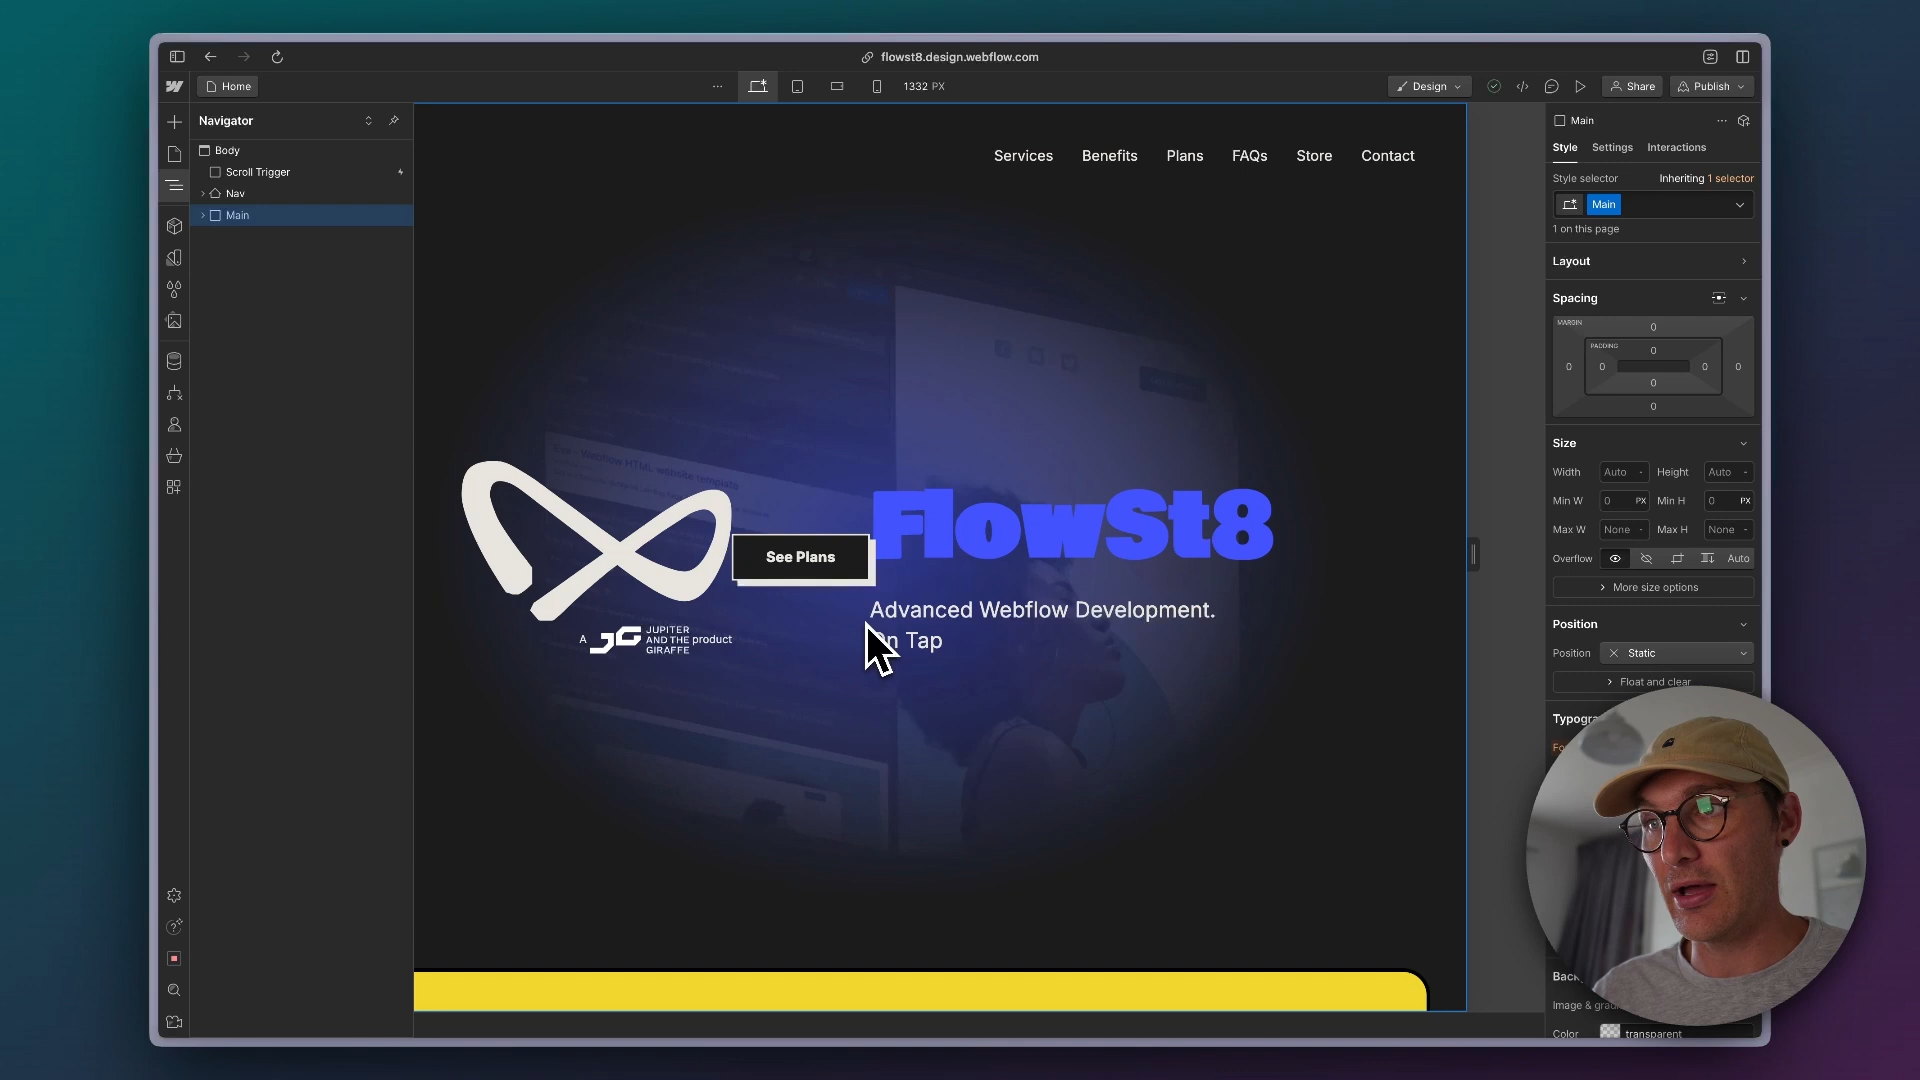 flowst8.design.webflow.com
Home
1332 PX
Design
Share
Publish
Navigator
Body
Scroll Trigger
Nav
Main
Services
Benefits
Plans
FAQs
Store
Contact
FlowSt8
See Plans
Advanced Webflow Development.
On Tap
A JG JUPITER AND THE GIRAFFE product
Main
Style
Settings
Interactions
Style selector
Inheriting 1 selector
Main
1 on this page
Layout
Spacing
MARGIN
0
PADDING
0
0 0 0 0
0
0
Size
Width Auto - Height Auto -
Min W 0 PX Min H 0 PX
Max W None - Max H None -
Overflow Auto
More size options
Position
Position Static
Float and clear
Image &
Color transparent